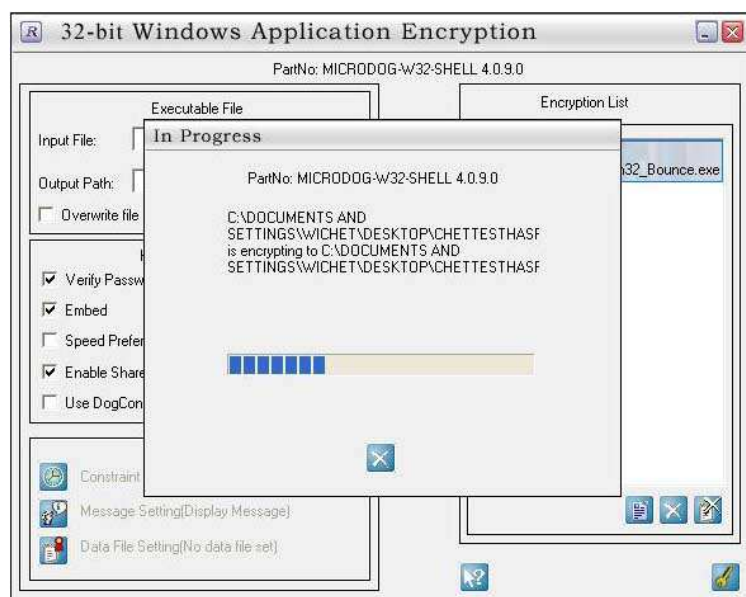 R 32-bit Windows Application Encryption
PartNo: MICRODOG-W32-SHELL 4.0.9.0
Executable File
Input File:
Output Path:
Overwrite file
Verify Passw
Embed
Speed Prefer
Enable Share
Use DogCon
Constraint
Message Setting(Display Message)
Data File Setting(No data file set)
Encryption List
n32_Bounce.exe
In Progress
PartNo: MICRODOG-W32-SHELL 4.0.9.0
C:\DOCUMENTS AND
SETTINGS\WICHET\DESKTOP\CHETTESTHASF
is encrypting to C:\DOCUMENTS AND
SETTINGS\WICHET\DESKTOP\CHETTESTHASF